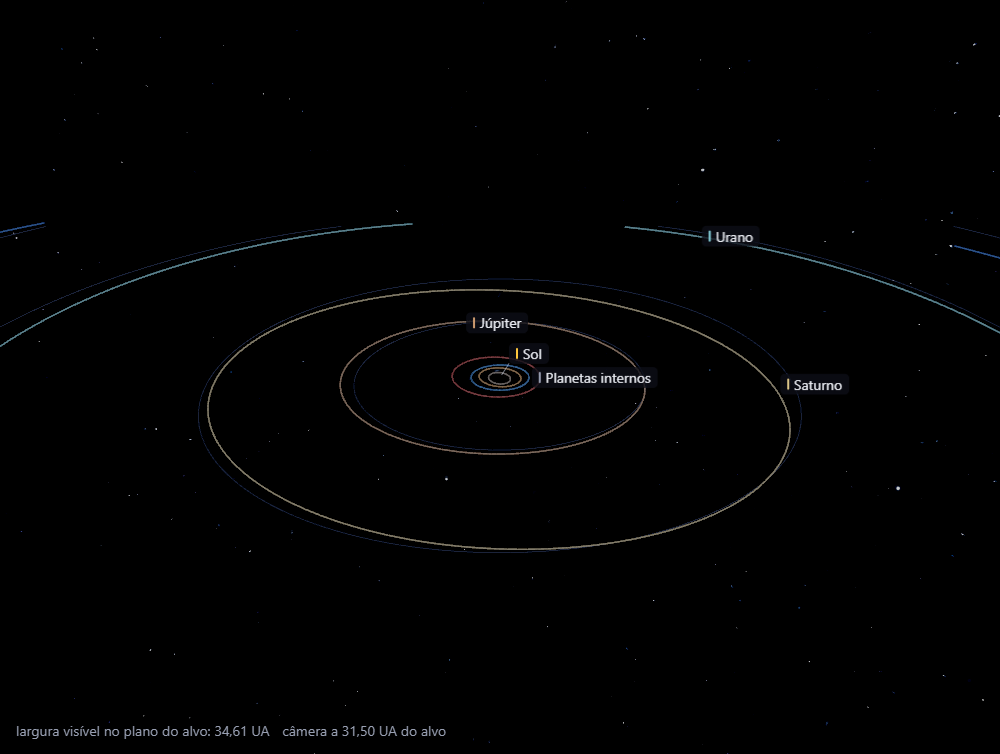 Urano
Júpiter
Sol
Planetas internos
Saturno
largura visível no plano do alvo: 34,61 UA câmera a 31,50 UA do alvo